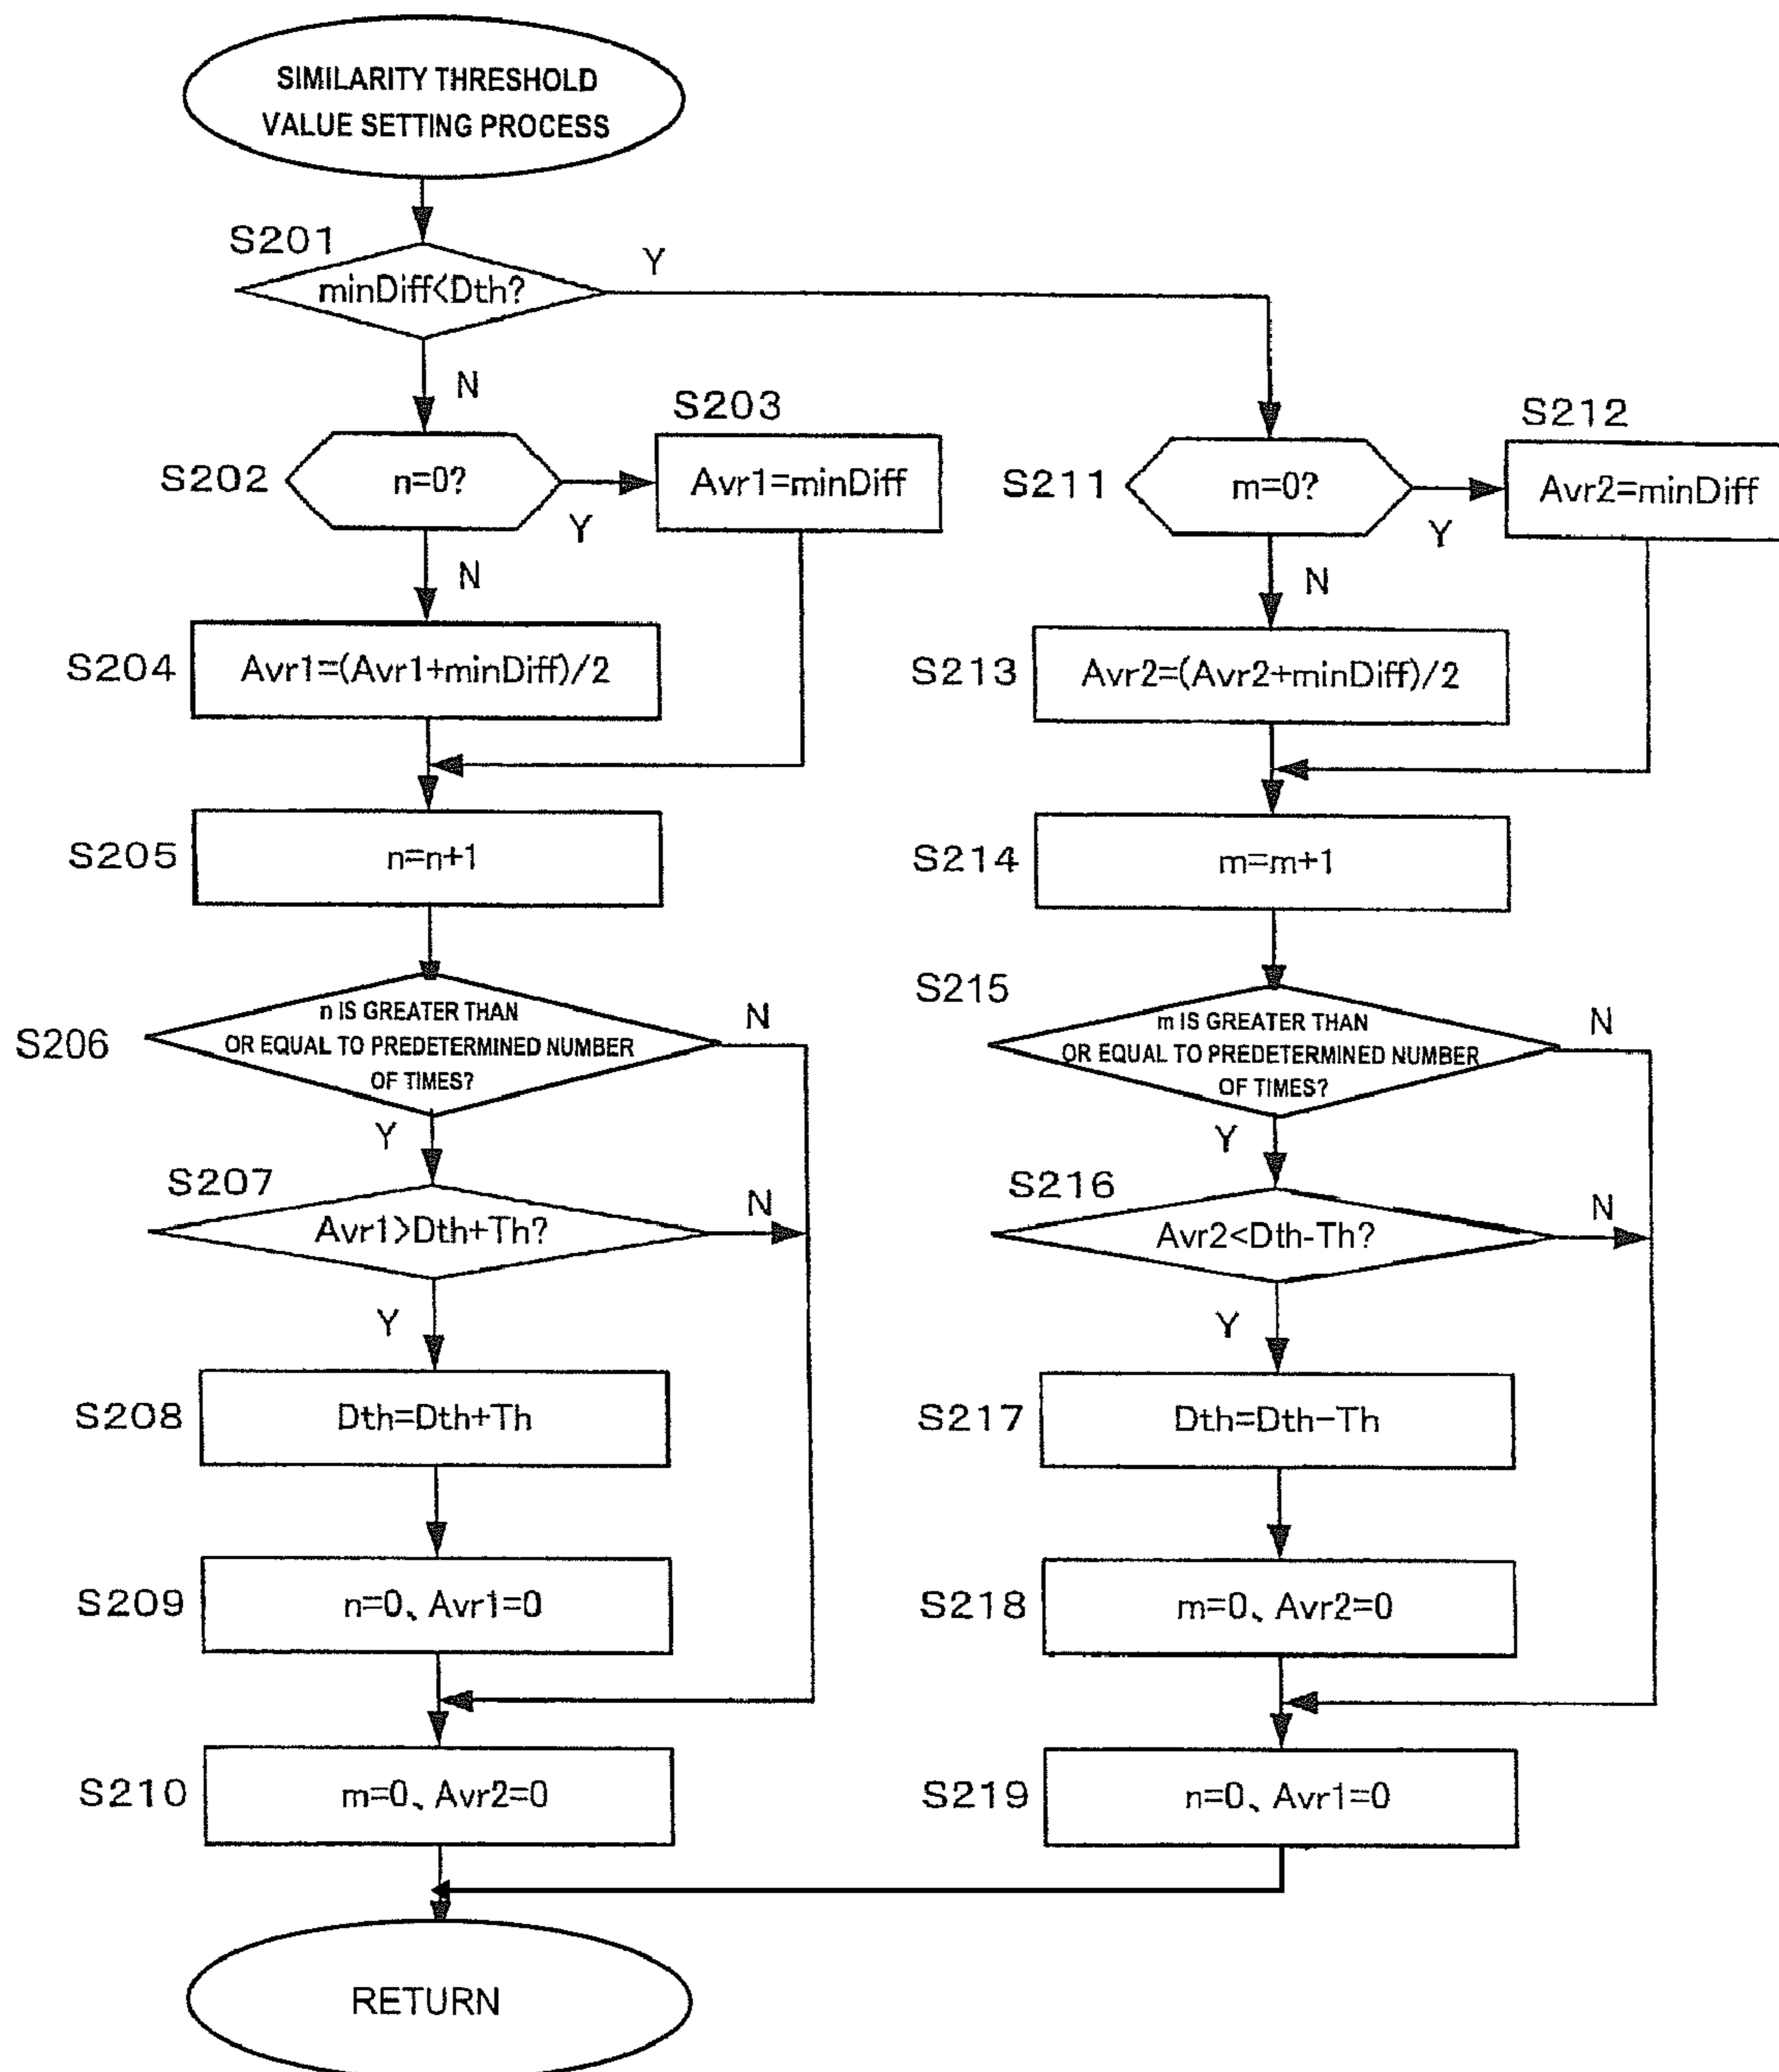 SIMILARITY THRESHOLD
VALUE SETTING PROCESS
S201
minDiff<Dth?
Y
N
S202
n=0?
Y
N
S203
Avr1=minDiff
S204
Avr1=(Avr1+minDiff)/2
S205
n=n+1
S206
n IS GREATER THAN
OR EQUAL TO PREDETERMINED NUMBER
OF TIMES?
N
Y
S207
Avr1>Dth+Th?
N
Y
S208
Dth=Dth+Th
S209
n=0、Avr1=0
S210
m=0、Avr2=0
S211
m=0?
Y
N
S212
Avr2=minDiff
S213
Avr2=(Avr2+minDiff)/2
S214
m=m+1
S215
m IS GREATER THAN
OR EQUAL TO PREDETERMINED NUMBER
OF TIMES?
N
Y
S216
Avr2<Dth-Th?
N
Y
S217
Dth=Dth-Th
S218
m=0、Avr2=0
S219
n=0、Avr1=0
RETURN